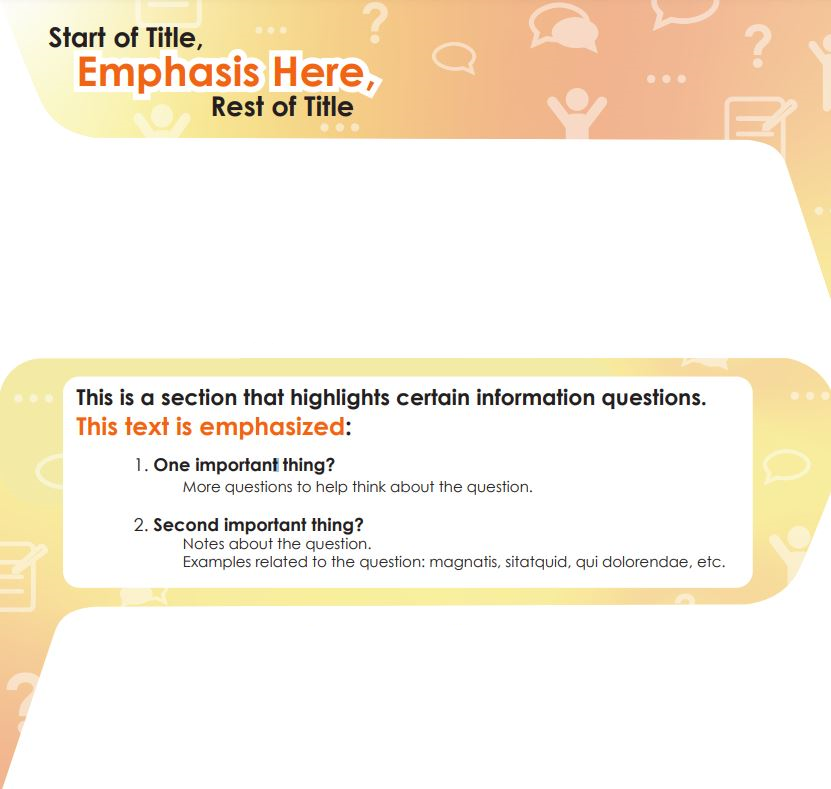 Start of Title,
Emphasis Here,
Rest of Title
This is a section that highlights certain information questions.
This text is emphasized:
1. One important thing?
More questions to help think about the question.
2. Second important thing?
Notes about the question.
Examples related to the question: magnatis, sitatquid, qui dolorendae, etc.